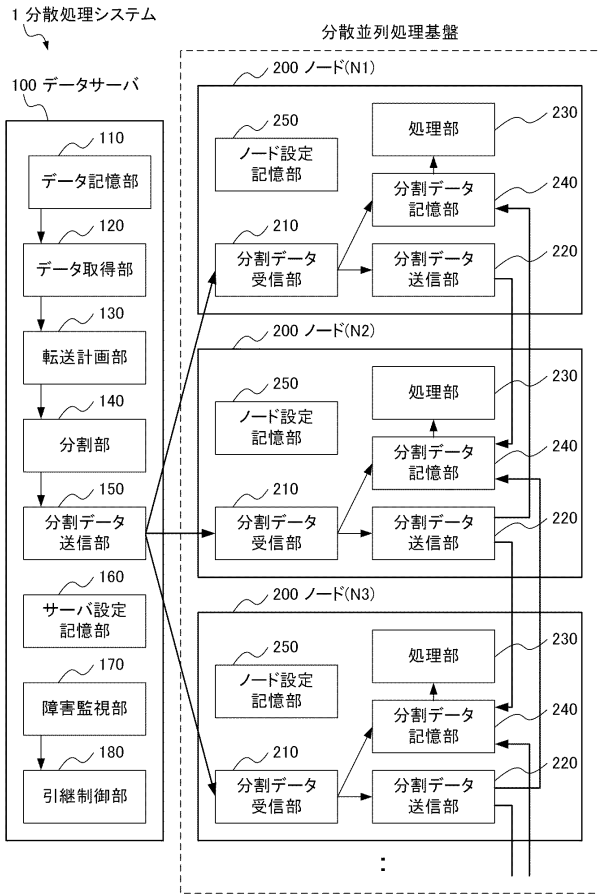 1 分散処理システム
分散並列処理基盤
100 データサーバ
110
データ記憶部
120
データ取得部
130
転送計画部
140
分割部
150
分割データ
送信部
160
サーバ設定
記憶部
170
障害監視部
180
引継制御部
200 ノード(N1)
250
ノード設定
記憶部
230
処理部
240
分割データ
記憶部
210
分割データ
受信部
220
分割データ
送信部
200 ノード(N2)
250
ノード設定
記憶部
230
処理部
240
分割データ
記憶部
210
分割データ
受信部
220
分割データ
送信部
200 ノード(N3)
250
ノード設定
記憶部
230
処理部
240
分割データ
記憶部
210
分割データ
受信部
220
分割データ
送信部
: